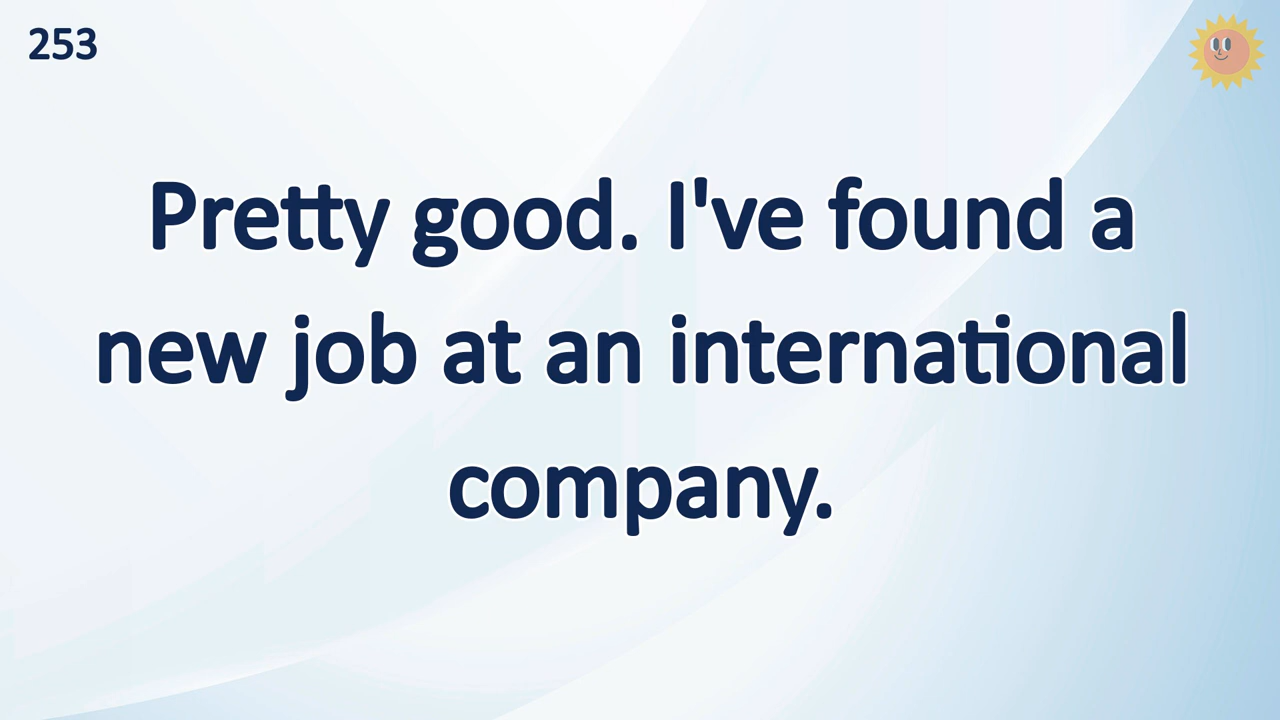 253
Pretty good. I've found a
new job at an international
company.